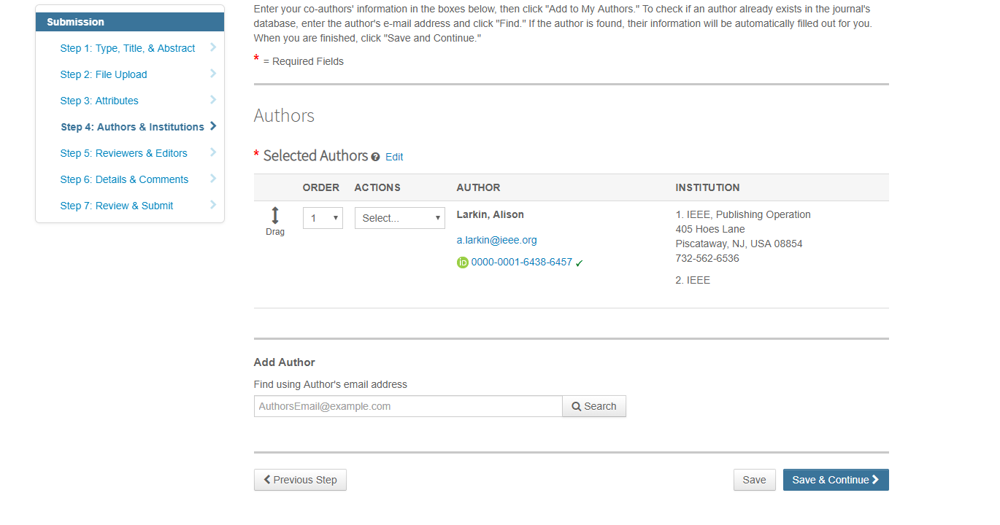 Submission
Step 1: Type, Title, & Abstract
Step 2: File Upload
Step 3: Attributes
Step 4: Authors & Institutions
Step 5: Reviewers & Editors
Step 6: Details & Comments
Step 7: Review & Submit
Enter your co-authors' information in the boxes below, then click "Add to My Authors." To check if an author already exists in the journal's
database, enter the author's e-mail address and click "Find." If the author is found, their information will be automatically filled out for you.
When you are finished, click "Save and Continue."
* = Required Fields
Authors
* Selected Authors ? Edit
ORDER ACTIONS AUTHOR INSTITUTION
Drag
1
Select...
Larkin, Alison
a.larkin@ieee.org
iD 0000-0001-6438-6457 ✓
1. IEEE, Publishing Operation
405 Hoes Lane
Piscataway, NJ, USA 08854
732-562-6536
2. IEEE
Add Author
Find using Author's email address
AuthorsEmail@example.com Search
Previous Step Save Save & Continue